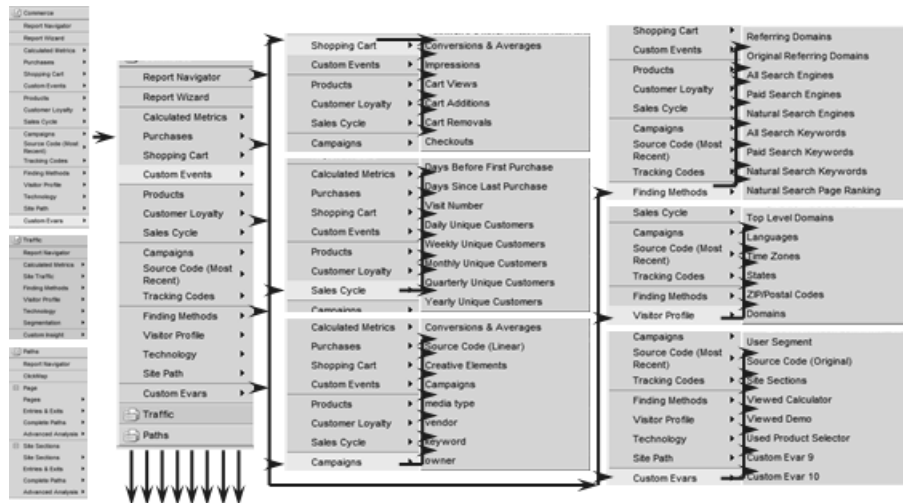 Commerce
Report Navigator
Report Wizard
Calculated Metrics
Purchases
Shopping Cart
Custom Events
Products
Customer Loyalty
Sales Cycle
Campaigns
Source Code (Most
Recent)
Tracking Codes
Finding Methods
Visitor Profile
Technology
Site Path
Custom Evars
Traffic
Report Navigator
Calculated Metrics
Site Traffic
Finding Methods
Visitor Profile
Technology
Segmentation
Custom Insight
Paths
Report Navigator
ClickMap
Page
Pages
Entries & Exits
Complete Paths
Advanced Analysis
Site Sections
Site Sections
Entries & Exits
Complete Paths
Advanced Analysis
Report Navigator
Report Wizard
Calculated Metrics
Purchases
Shopping Cart
Custom Events
Products
Customer Loyalty
Sales Cycle
Campaigns
Source Code (Most
Recent)
Tracking Codes
Finding Methods
Visitor Profile
Technology
Site Path
Custom Evars
Traffic
Paths
Shopping Cart
Custom Events
Products
Customer Loyalty
Sales Cycle
Campaigns
Conversions & Averages
Impressions
Cart Views
Cart Additions
Cart Removals
Checkouts
Calculated Metrics
Purchases
Shopping Cart
Custom Events
Products
Customer Loyalty
Sales Cycle
Campaigns
Days Before First Purchase
Days Since Last Purchase
Visit Number
Daily Unique Customers
Weekly Unique Customers
Monthly Unique Customers
Quarterly Unique Customers
Yearly Unique Customers
Calculated Metrics
Purchases
Shopping Cart
Custom Events
Products
Customer Loyalty
Sales Cycle
Campaigns
Conversions & Averages
Source Code (Linear)
Creative Elements
Campaigns
media type
vendor
keyword
owner
Shopping Cart
Custom Events
Products
Customer Loyalty
Sales Cycle
Campaigns
Source Code (Most
Recent)
Tracking Codes
Finding Methods
Referring Domains
Original Referring Domains
All Search Engines
Paid Search Engines
Natural Search Engines
All Search Keywords
Paid Search Keywords
Natural Search Keywords
Natural Search Page Ranking
Sales Cycle
Campaigns
Source Code (Most
Recent)
Tracking Codes
Finding Methods
Visitor Profile
Top Level Domains
Languages
Time Zones
States
ZIP/Postal Codes
Domains
Campaigns
Source Code (Most
Recent)
Tracking Codes
Finding Methods
Visitor Profile
Technology
Site Path
Custom Evars
User Segment
Source Code (Original)
Site Sections
Viewed Calculator
Viewed Demo
Used Product Selector
Custom Evar 9
Custom Evar 10